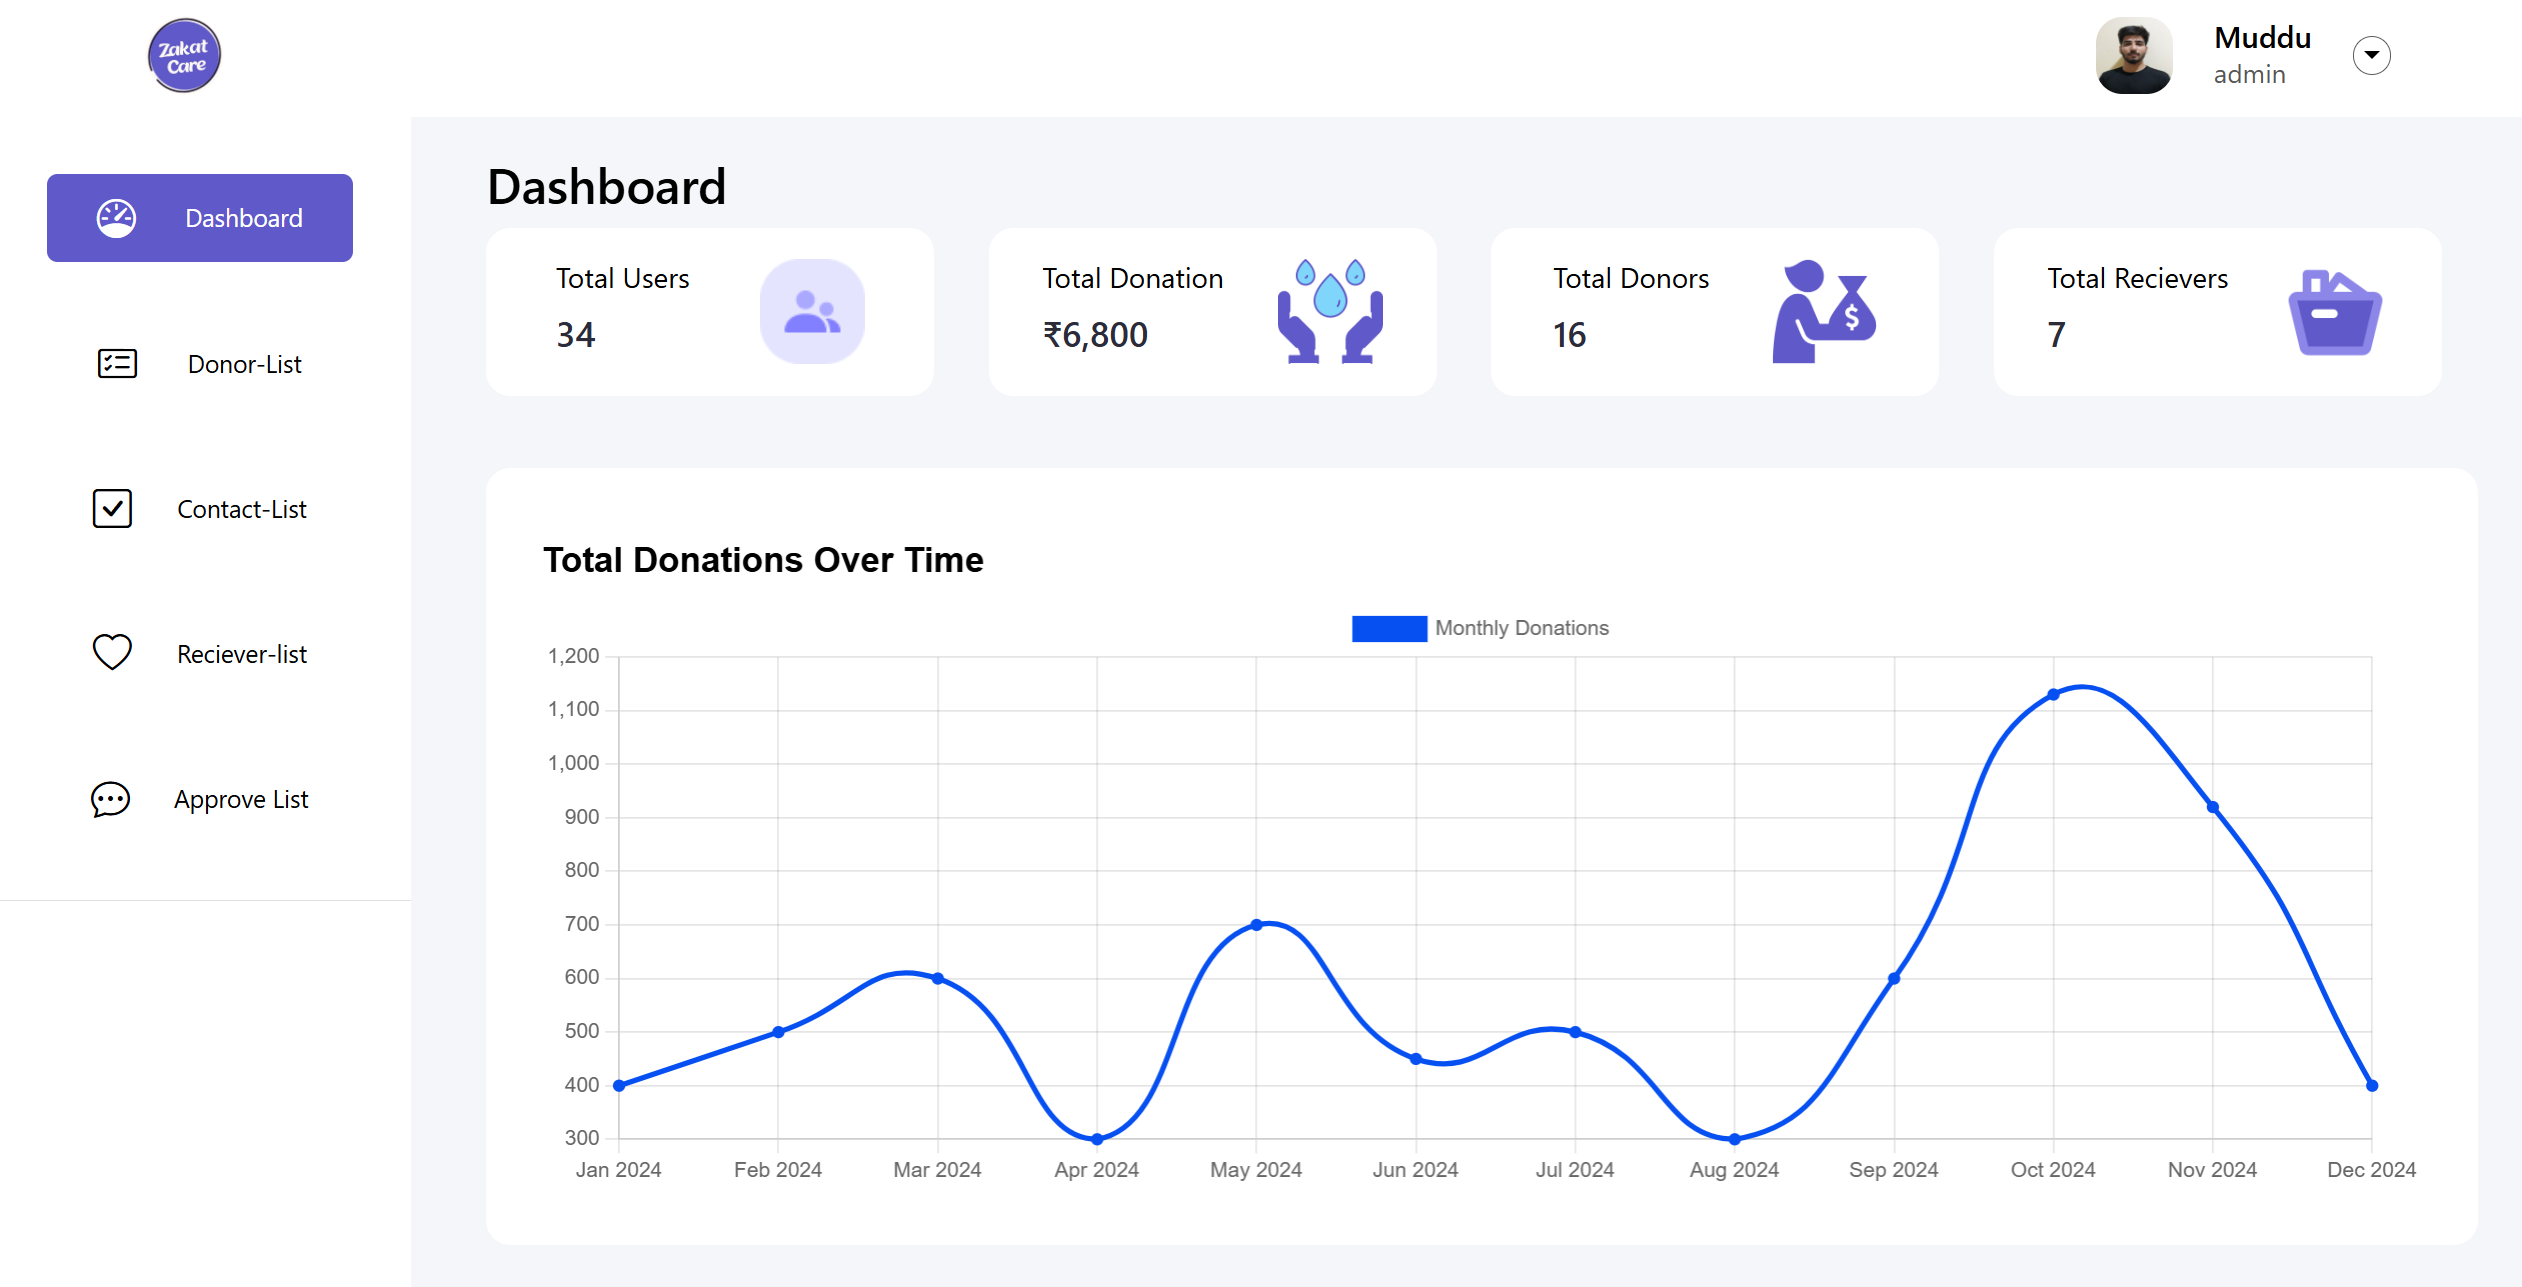 Zakat
Care
Muddu
admin
Dashboard
Donor-List
Contact-List
Reciever-list
Approve List
Dashboard
Total Users
34
Total Donation
₹6,800
Total Donors
16
$
Total Recievers
7
Total Donations Over Time
Monthly Donations
1,200
1,100
1,000
900
800
700
600
500
400
300
Jan 2024 Feb 2024 Mar 2024 Apr 2024 May 2024 Jun 2024 Jul 2024 Aug 2024 Sep 2024 Oct 2024 Nov 2024 Dec 2024